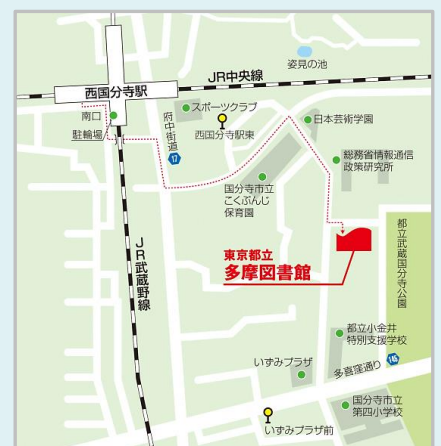 姿見の池
JR中央線
西国分寺駅
スポーツクラブ
南口
府中街道
西国分寺駅東
日本芸術学園
駐輪場
17
総務省情報通信
政策研究所
国分寺市立
こくぶんじ
保育園
都立武蔵国分寺公園
東京都立
多摩図書館
JR武蔵野線
都立小金井
特別支援学校
いずみプラザ
多喜窪通り
145
国分寺市立
第四小学校
いずみプラザ前